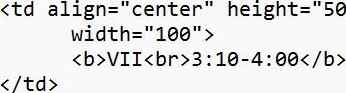 <td align="center" height="50
width="100">
<b>VII<br>3:10-4:00</b>
</td>